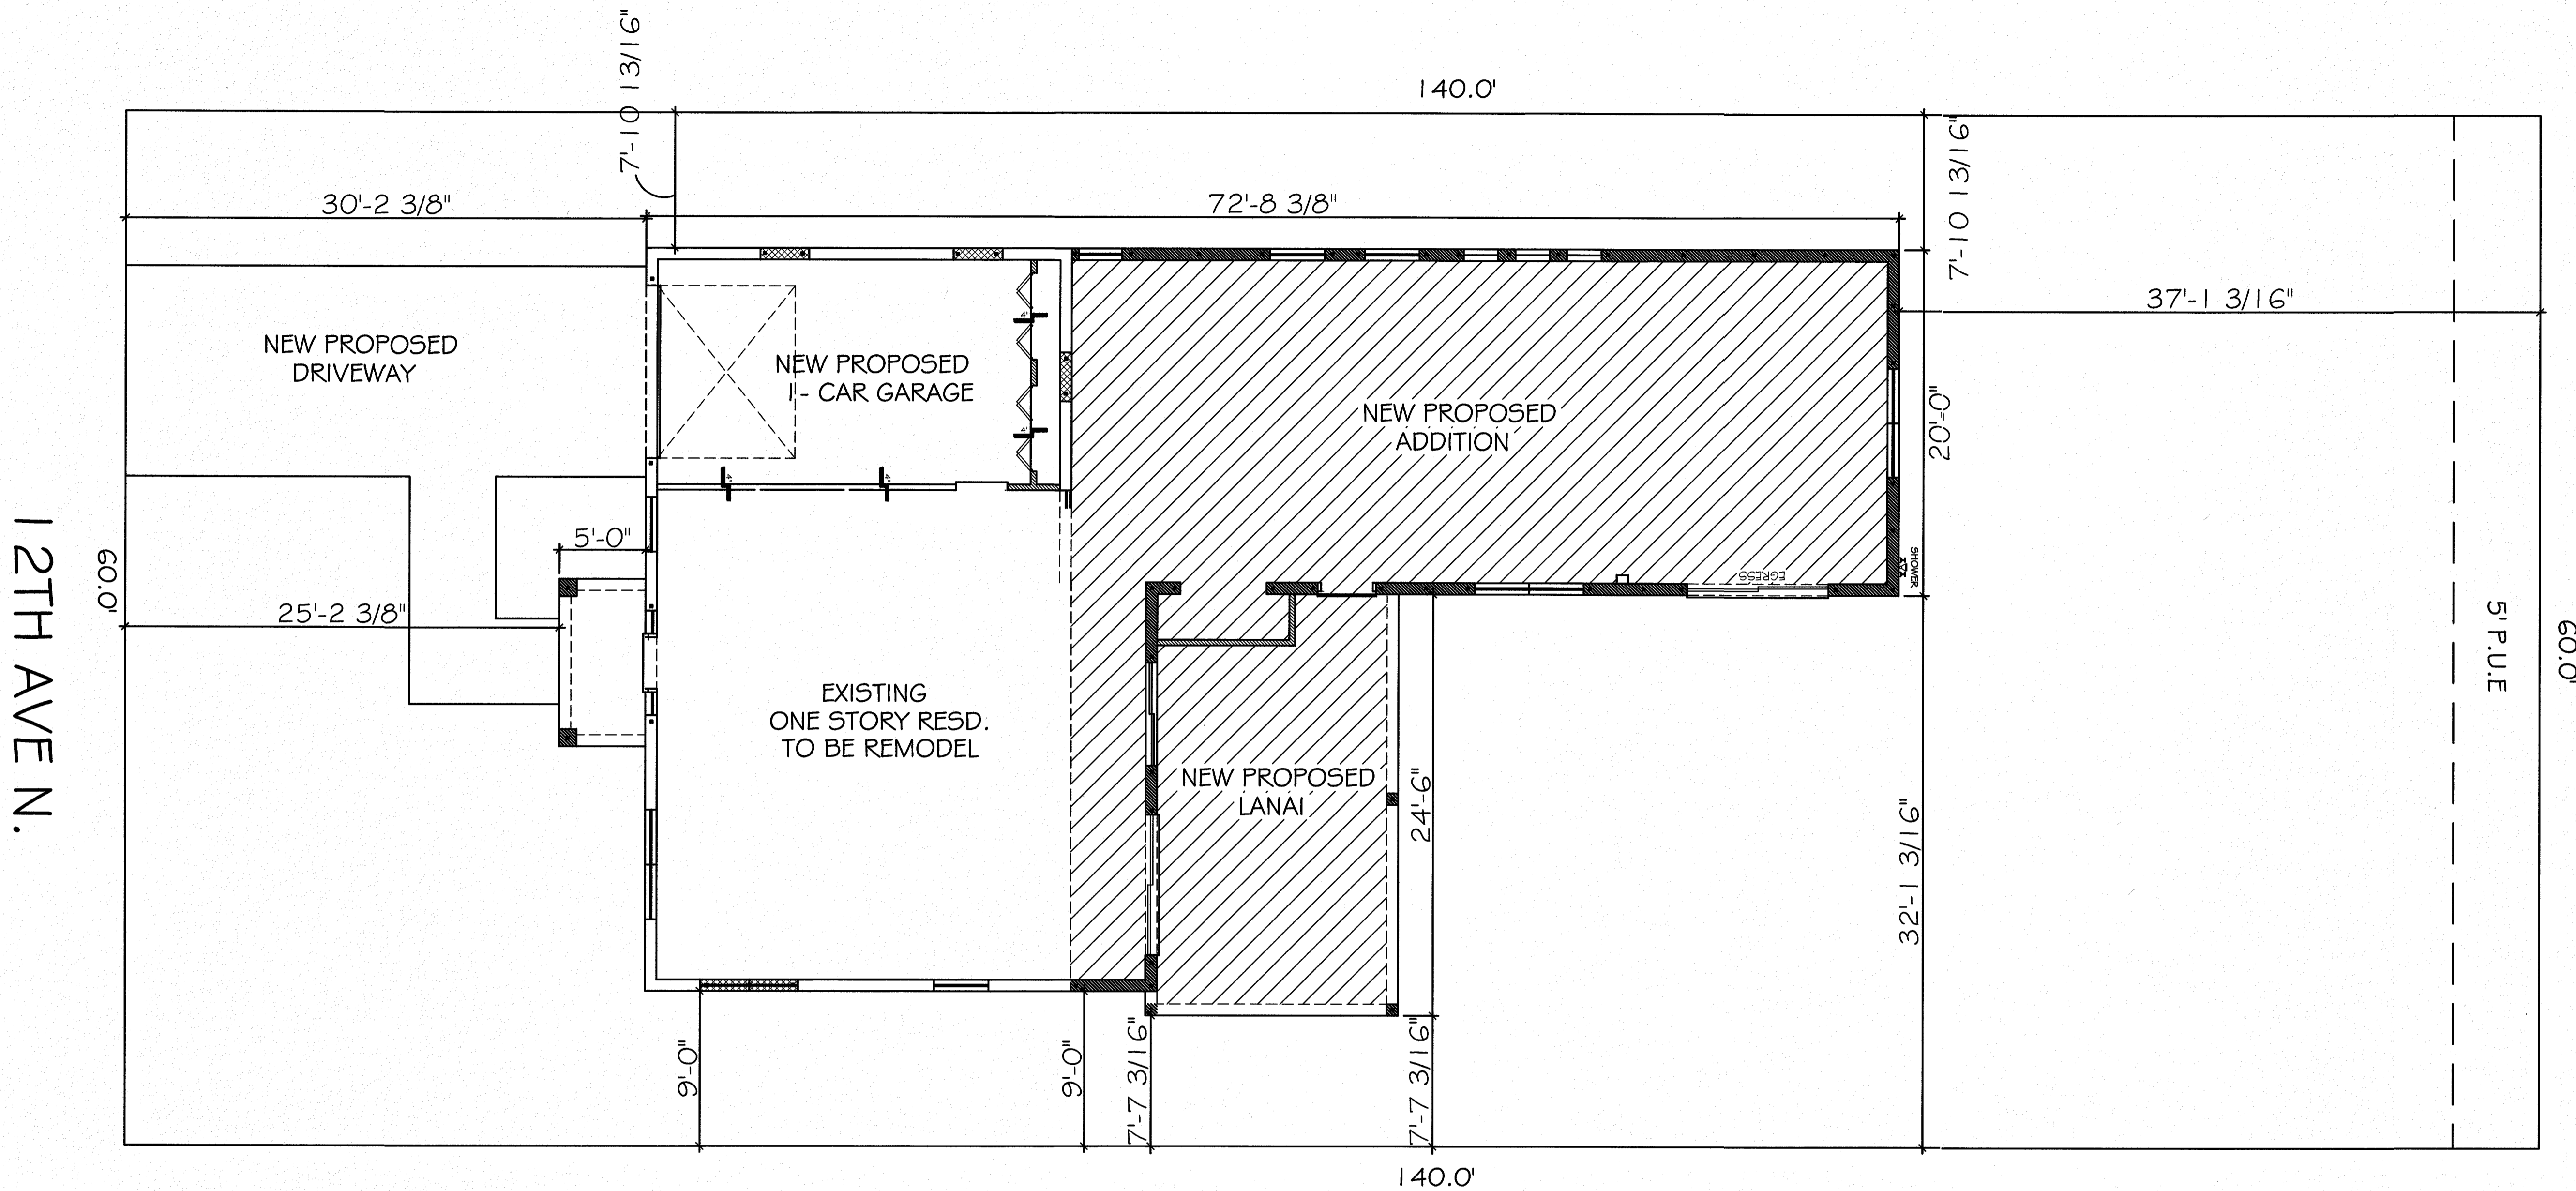 140.0'
7'-10 13/16"
7'-10 13/16"
30'-2 3/8"
72'-8 3/8"
37'-1 3/16"
NEW PROPOSED
DRIVEWAY
NEW PROPOSED
1 - CAR GARAGE
4'
4'
4'
4'
NEW PROPOSED
ADDITION
20'-0"
SHOWER
EGRESS
5'-0"
25'-2 3/8"
12TH AVE N.
60.0'
EXISTING
ONE STORY RESD.
TO BE REMODEL
NEW PROPOSED
LANAI
24'-6"
32'-1 3/16"
5' P.U.E
60.0'
9'-0"
9'-0"
7'-7 3/16"
7'-7 3/16"
140.0'